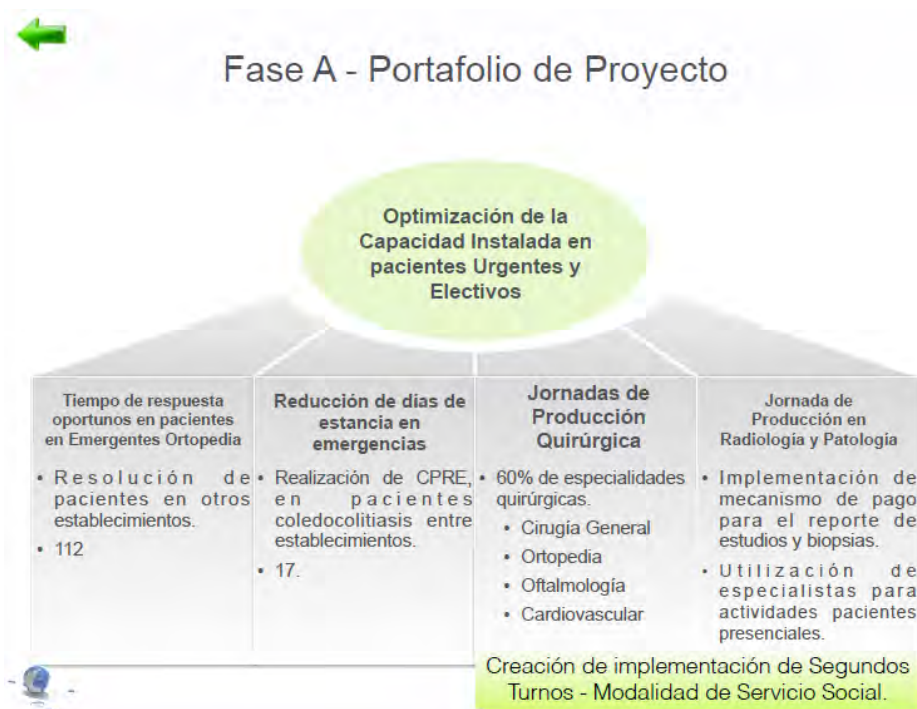 Fase A - Portafolio de Proyecto
Optimización de la
Capacidad Instalada en
pacientes Urgentes y
Electivos
Tiempo de respuesta
oportunos en pacientes
en Emergentes Ortopedia
• Resolución de
pacientes en otros
establecimientos.
• 112
Reducción de días de
estancia en
emergencias
• Realización de CPRE,
en pacientes
coledocolitiasis entre
establecimientos.
• 17.
Jornadas de
Producción
Quirúrgica
• 60% de especialidades
quirúrgicas.
• Cirugía General
• Ortopedia
• Oftalmología
• Cardiovascular
Jornada de
Producción en
Radiología y Patología
• Implementación de
mecanismo de pago
para el reporte de
estudios y biopsias.
• Utilización de
especialistas para
actividades pacientes
presenciales.
Creación de implementación de Segundos
Turnos - Modalidad de Servicio Social.